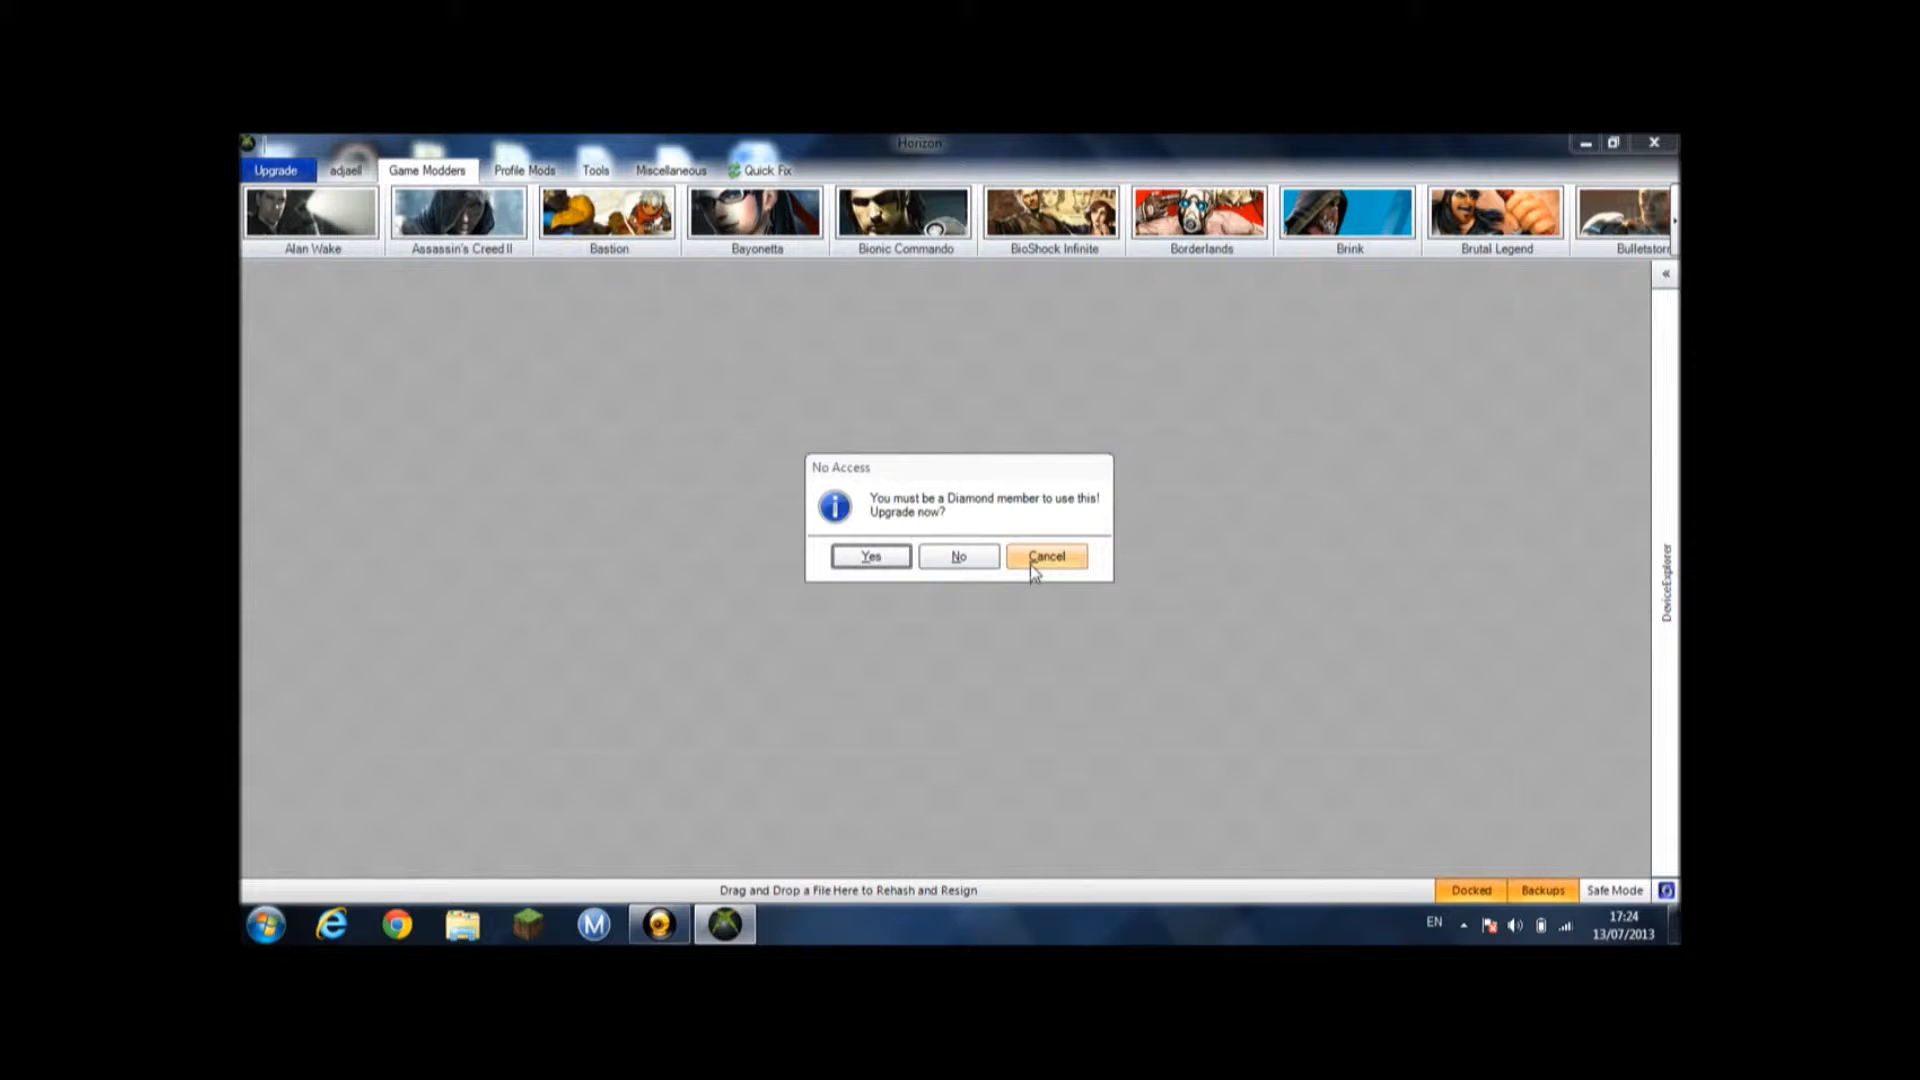 Horizon
Upgrade adjaell Game Modders Profile Mods Tools Miscellaneous Quick Fix
Alan Wake Assassin's Creed II Bastion Bayonetta Bionic Commando BioShock Infinite Borderlands Brink Brutal Legend Bulletstorm
No Access
You must be a Diamond member to use this!
Upgrade now?
Yes No Cancel
DeviceExplorer
Drag and Drop a File Here to Rehash and Resign
Docked Backups Safe Mode
EN 17:24
13/07/2013